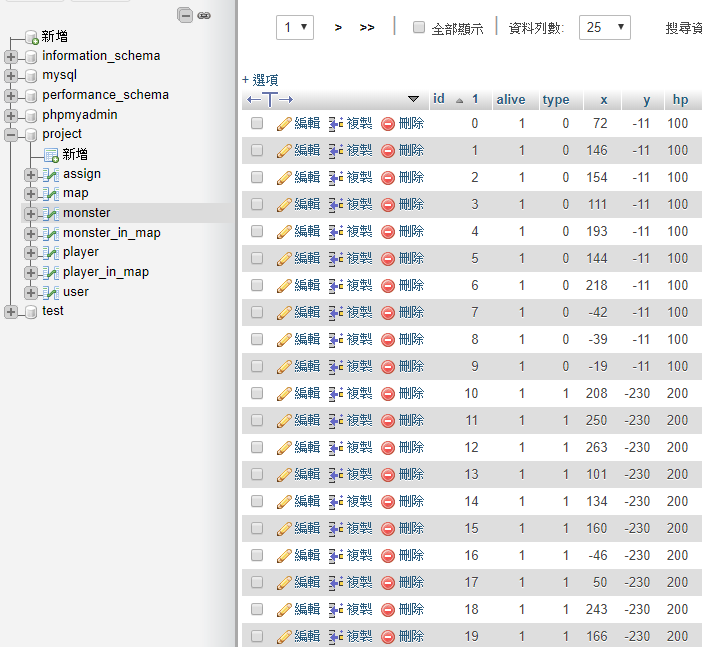 新增
information_schema
mysql
performance_schema
phpmyadmin
project
新增
assign
map
monster
monster_in_map
player
player_in_map
user
test
1 > >> 全部顯示 資料列數: 25 搜尋資
+ 選項
id 1 alive type x y hp
編輯 複製 刪除 0 1 0 72 -11 100
編輯 複製 刪除 1 1 0 146 -11 100
編輯 複製 刪除 2 1 0 154 -11 100
編輯 複製 刪除 3 1 0 111 -11 100
編輯 複製 刪除 4 1 0 193 -11 100
編輯 複製 刪除 5 1 0 144 -11 100
編輯 複製 刪除 6 1 0 218 -11 100
編輯 複製 刪除 7 1 0 -42 -11 100
編輯 複製 刪除 8 1 0 -39 -11 100
編輯 複製 刪除 9 1 0 -19 -11 100
編輯 複製 刪除 10 1 1 208 -230 200
編輯 複製 刪除 11 1 1 250 -230 200
編輯 複製 刪除 12 1 1 263 -230 200
編輯 複製 刪除 13 1 1 101 -230 200
編輯 複製 刪除 14 1 1 134 -230 200
編輯 複製 刪除 15 1 1 160 -230 200
編輯 複製 刪除 16 1 1 -46 -230 200
編輯 複製 刪除 17 1 1 50 -230 200
編輯 複製 刪除 18 1 1 243 -230 200
編輯 複製 刪除 19 1 1 166 -230 200